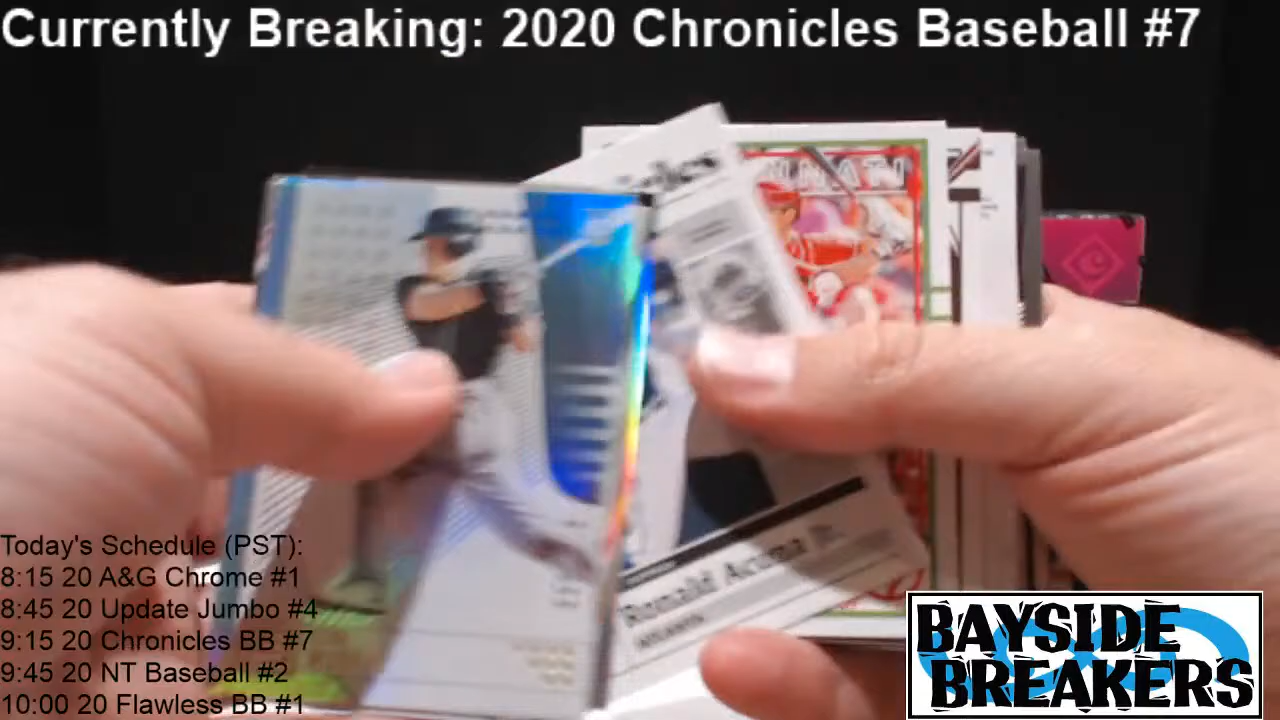 Currently Breaking: 2020 Chronicles Baseball #7
Ronald Acuña
ATLANTA
Today's Schedule (PST):
8:15 20 A&G Chrome #1
8:45 20 Update Jumbo #4
9:15 20 Chronicles BB #7
9:45 20 NT Baseball #2
10:00 20 Flawless BB #1
BAYSIDE
BREAKERS